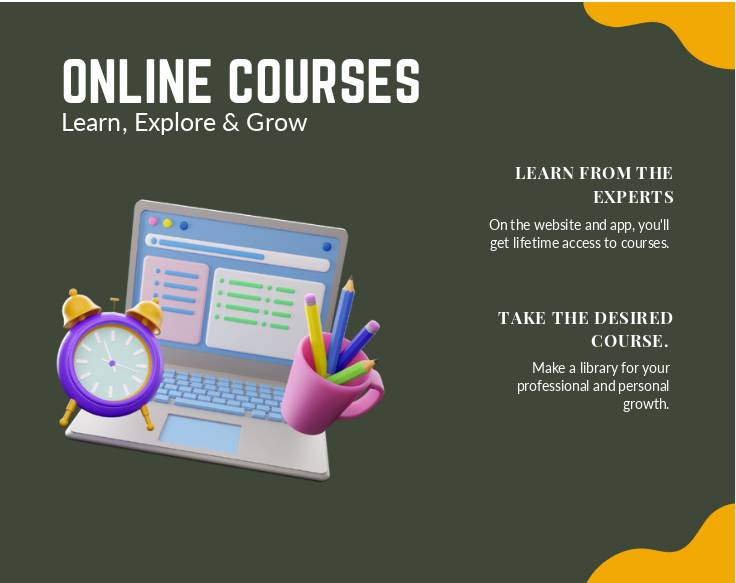 ONLINE COURSES
Learn, Explore & Grow
LEARN FROM THE
EXPERTS
On the website and app, you'll
get lifetime access to courses.
TAKE THE DESIRED
COURSE.
Make a library for your
professional and personal
growth.